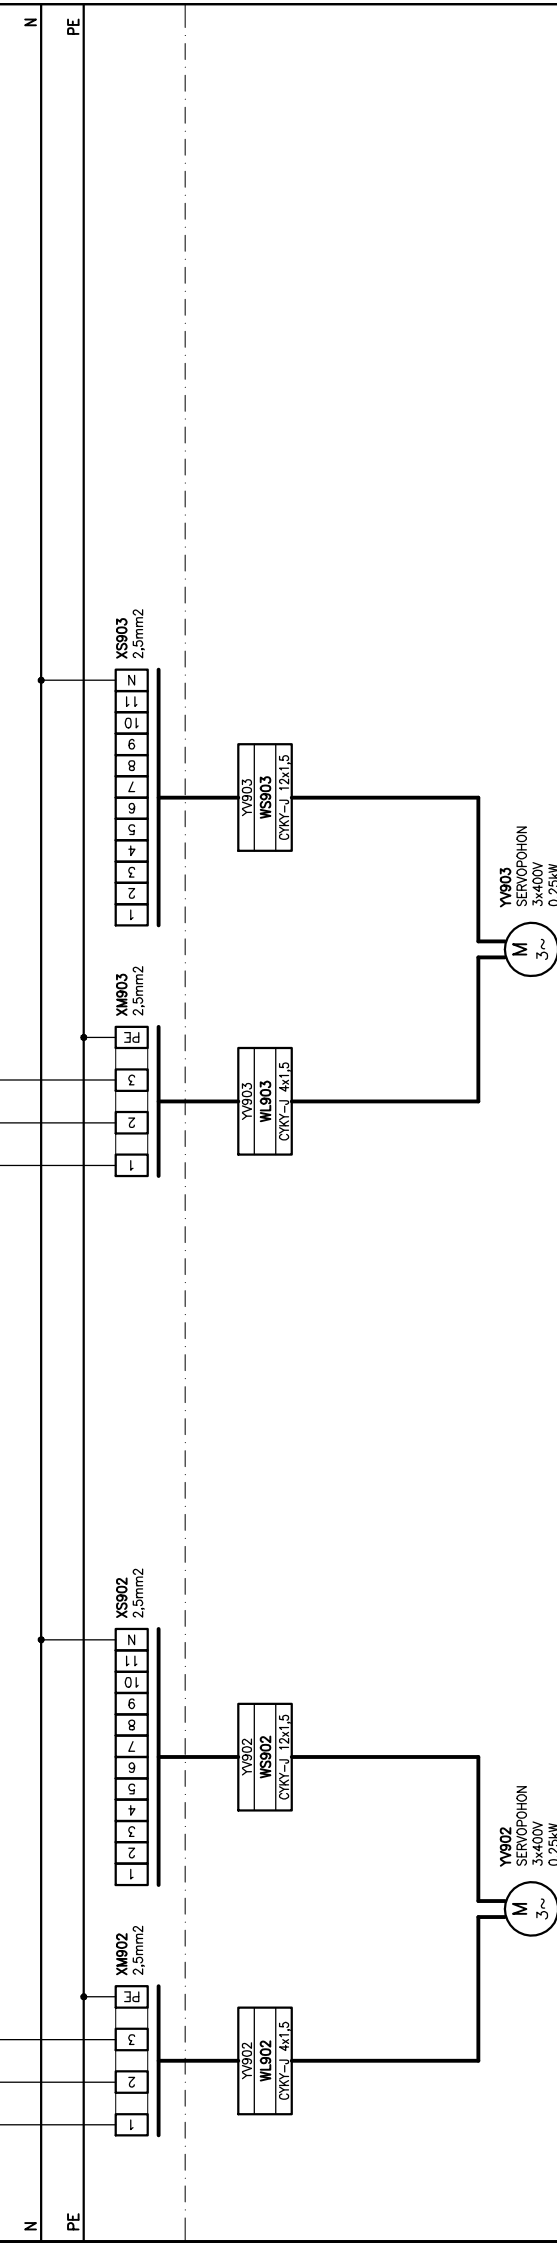 N
N
PE
PE
XM902
2,5mm2
1 2 3 PE
XS902
2,5mm2
1 2 3 4 5 6 7 8 9 10 11 N
XM903
2,5mm2
1 2 3 PE
XS903
2,5mm2
1 2 3 4 5 6 7 8 9 10 11 N
YV902
WL902
CYKY-J 4x1,5
YV902
WS902
CYKY-J 12x1,5
YV903
WL903
CYKY-J 4x1,5
YV903
WS903
CYKY-J 12x1,5
M
3~
YV902
SERVOPOHON
3x400V
0,25kW
M
3~
YV903
SERVOPOHON
3x400V
0,25kW